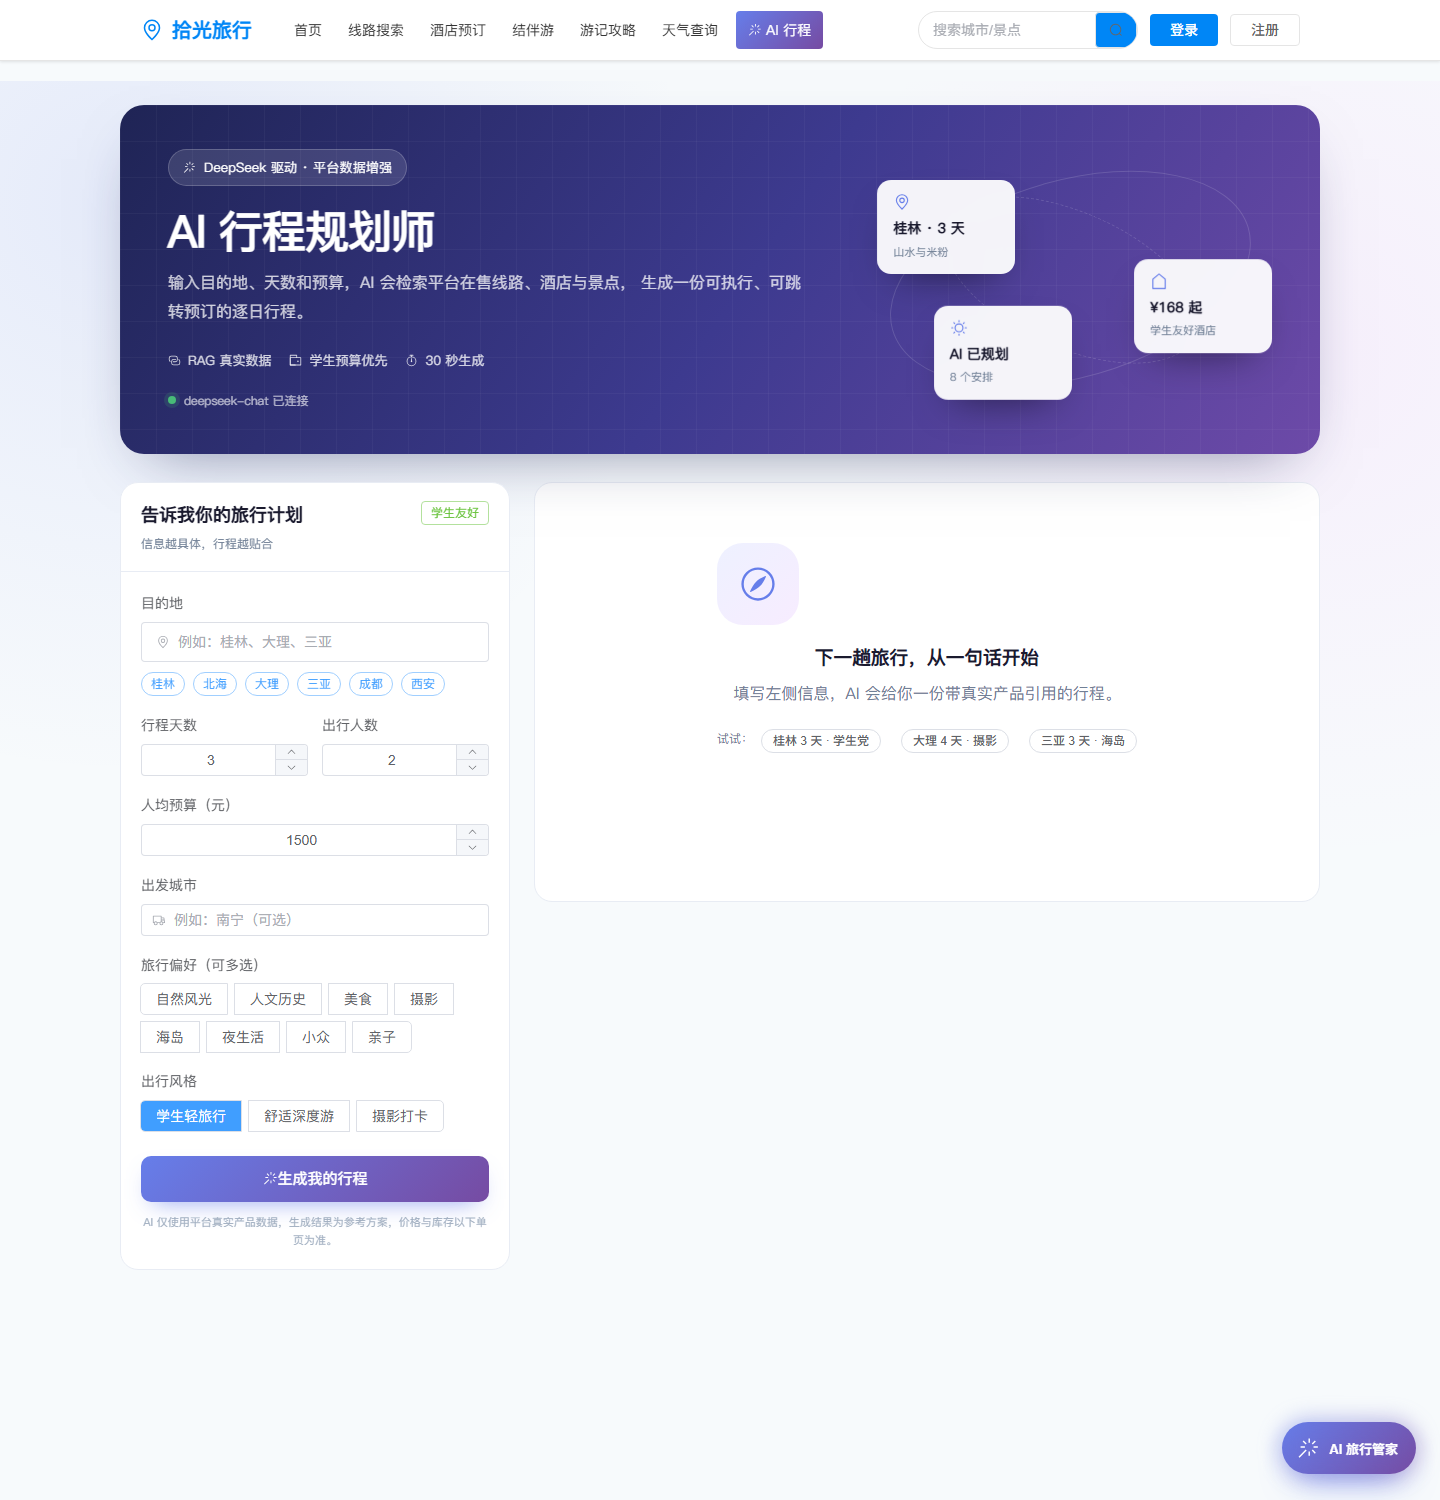 拾光旅行
首页
线路搜索
酒店预订
结伴游
游记攻略
天气查询
AI 行程
搜索城市/景点
登录
注册
DeepSeek 驱动 · 平台数据增强
AI 行程规划师
输入目的地、天数和预算，AI 会检索平台在售线路、酒店与景点， 生成一份可执行、可跳
转预订的逐日行程。
RAG 真实数据
学生预算优先
30 秒生成
deepseek-chat 已连接
桂林 · 3 天
山水与米粉
¥168 起
学生友好酒店
AI 已规划
8 个安排
告诉我你的旅行计划
学生友好
信息越具体，行程越贴合
目的地
例如：桂林、大理、三亚
桂林
北海
大理
三亚
成都
西安
行程天数
出行人数
3
2
人均预算（元）
1500
出发城市
例如：南宁（可选）
旅行偏好（可多选）
自然风光
人文历史
美食
摄影
海岛
夜生活
小众
亲子
出行风格
学生轻旅行
舒适深度游
摄影打卡
生成我的行程
AI 仅使用平台真实产品数据，生成结果为参考方案，价格与库存以下单
页为准。
下一趟旅行，从一句话开始
填写左侧信息，AI 会给你一份带真实产品引用的行程。
试试：
桂林 3 天 · 学生党
大理 4 天 · 摄影
三亚 3 天 · 海岛
AI 旅行管家